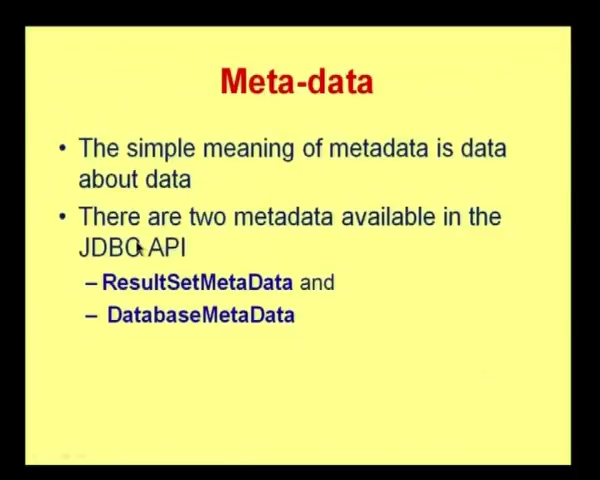 Meta-data
• The simple meaning of metadata is data
about data
• There are two metadata available in the
JDBC API
– ResultSetMetaData and
– DatabaseMetaData